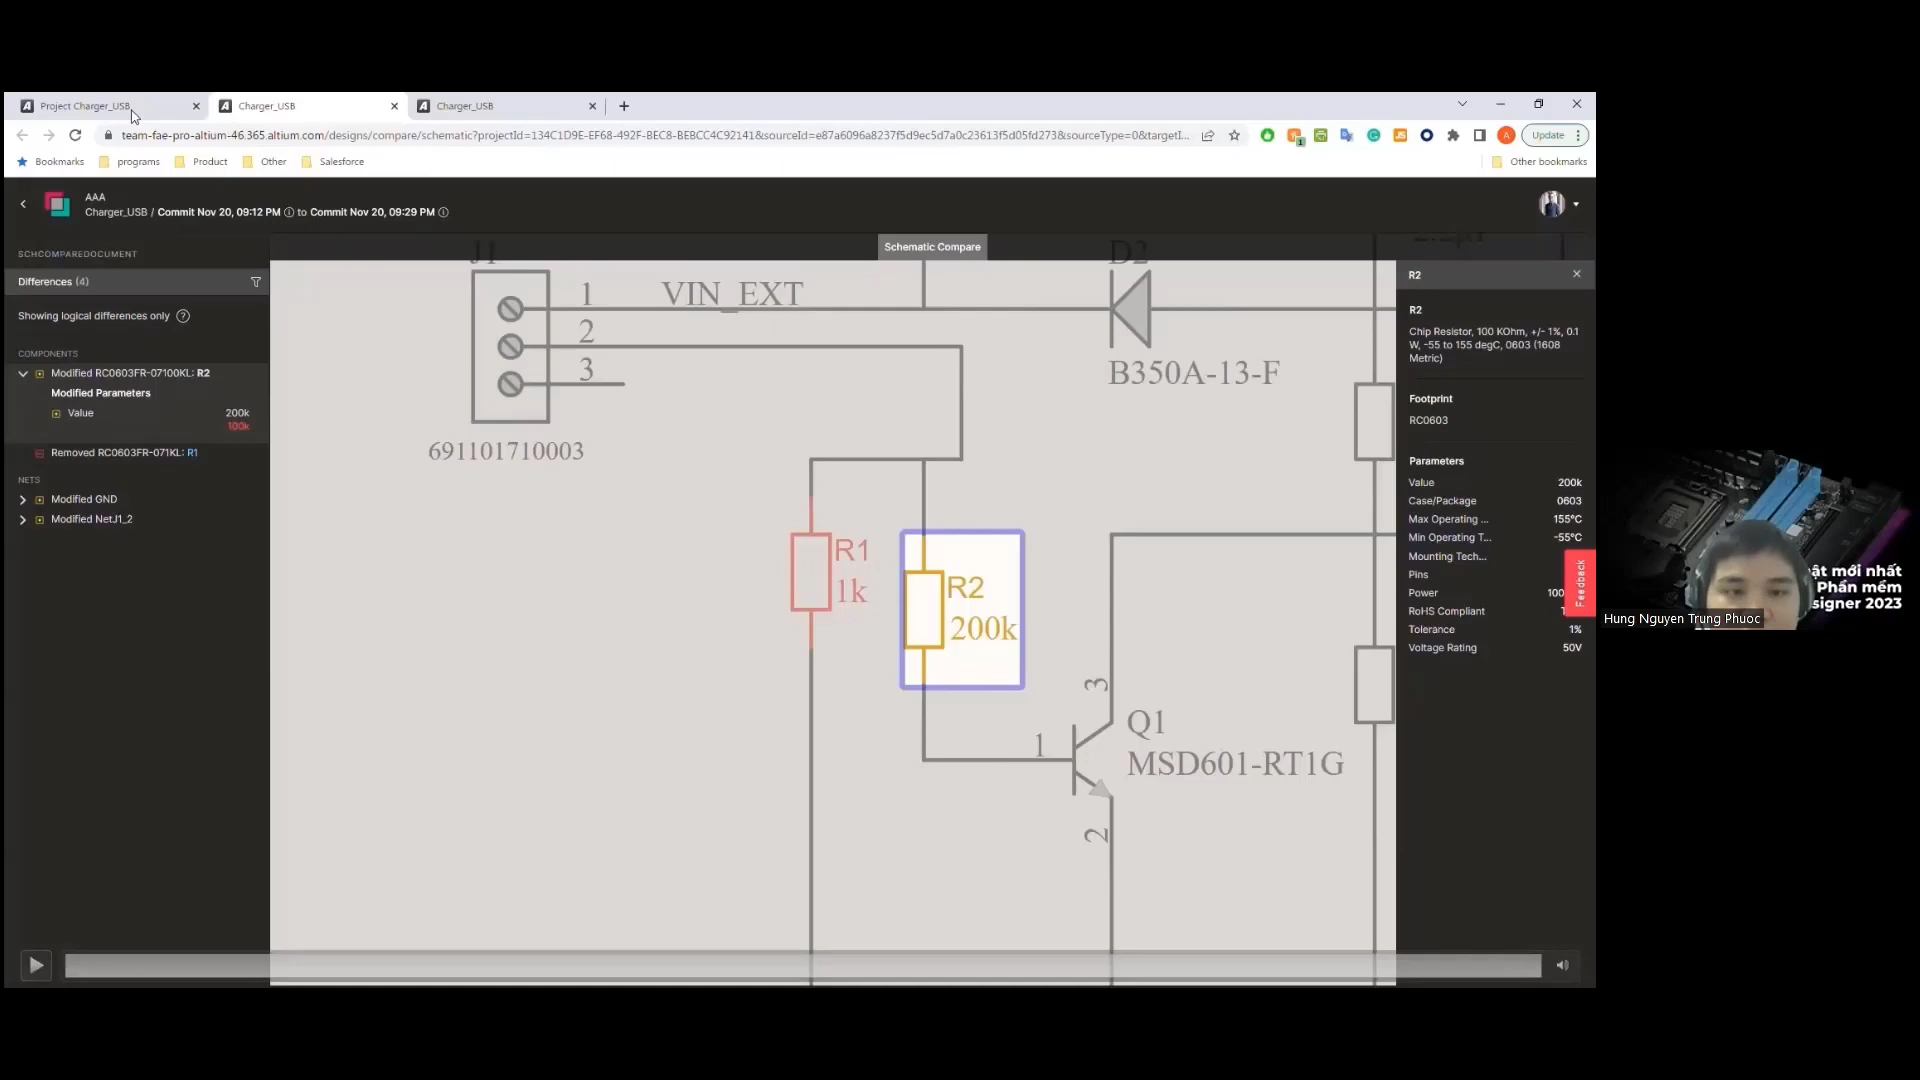 Project Charger_USB
Charger_USB
Charger_USB
team-fae-pro-altium-46.365.altium.com/designs/compare/schematic?projectId=134C1D9E-EF68-492F-BEC8-BEBCC4C92141&sourceId=e87a6096a8237f5d9ec5d7a0c23613f5d05fd273&sourceType=0&targetI...
Update
Bookmarks
programs
Product
Other
Salesforce
Other bookmarks
AAA
Charger_USB / Commit Nov 20, 09:12 PM to Commit Nov 20, 09:29 PM
SCHCOMPAREDOCUMENT
Differences (4)
Showing logical differences only
COMPONENTS
Modified RC0603FR-07100KL: R2
Modified Parameters
Value 200k
100k
Removed RC0603FR-071KL: R1
NETS
Modified GND
Modified NetJ1_2
Schematic Compare
J1
1
2
3
VIN_EXT
691101710003
D2
B350A-13-F
R1
1k
R2
200k
3
1
2
Q1
MSD601-RT1G
R2
R2
Chip Resistor, 100 KOhm, +/- 1%, 0.1
W, -55 to 155 degC, 0603 (1608
Metric)
Footprint
RC0603
Parameters
Value 200k
Case/Package 0603
Max Operating ... 155°C
Min Operating T... -55°C
Mounting Tech...
Pins
Power 100
RoHS Compliant
Tolerance 1%
Voltage Rating 50V
Feedback
ật mới nhất
Phần mềm
signer 2023
Hung Nguyen Trung Phuoc